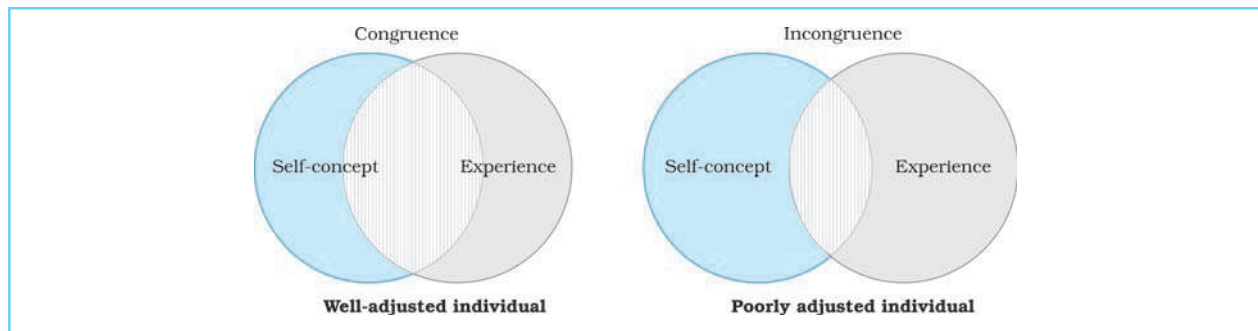 Congruence
Incongruence
Self-concept
Experience
Self-concept
Experience
Well-adjusted individual
Poorly adjusted individual